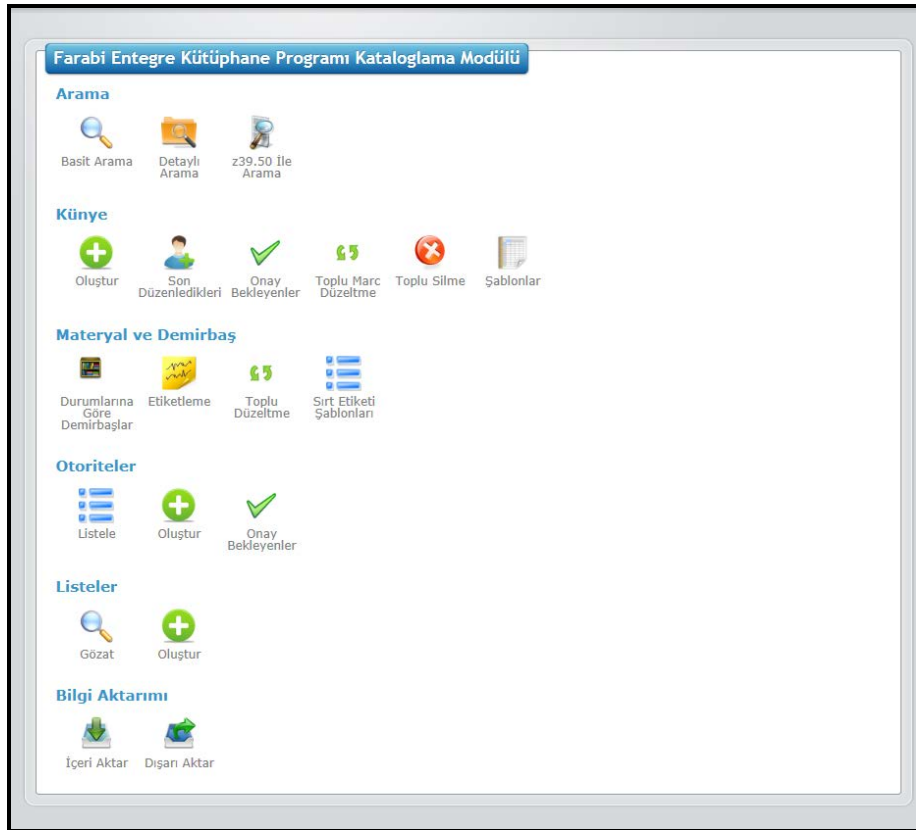 Farabi Entegre Kütüphane Programı Kataloglama Modülü
Arama
Basit Arama
Detaylı
Arama
z39.50 İle
Arama
Künye
Oluştur
Son
Düzenledikleri
Onay
Bekleyenler
Toplu Marc
Düzeltme
Toplu Silme
Şablonlar
Materyal ve Demirbaş
Durumlarına
Göre
Demirbaşlar
Etiketleme
Toplu
Düzeltme
Sırt Etiketi
Şablonları
Otoriteler
Listele
Oluştur
Onay
Bekleyenler
Listeler
Gözat
Oluştur
Bilgi Aktarımı
İçeri Aktar
Dışarı Aktar